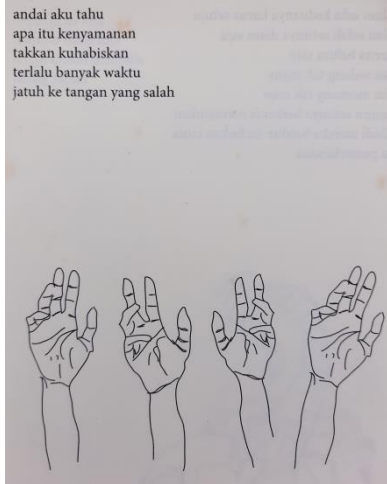 andai aku tahu
apa itu kenyamanan
takkan kuhabiskan
terlalu banyak waktu
jatuh ke tangan yang salah